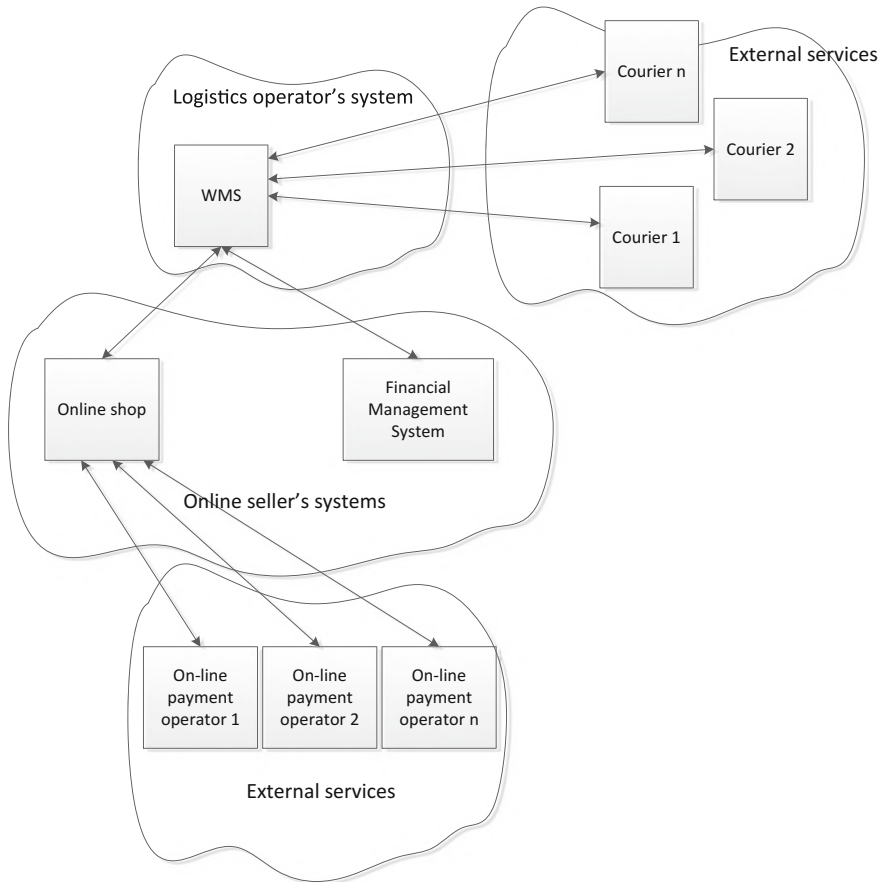 External services
Courier n
Logistics operator’s system
Courier 2
WMS
Courier 1
Online shop
Financial
Management
System
Online seller’s systems
On-line
payment
operator 1
On-line
payment
operator 2
On-line
payment
operator n
External services